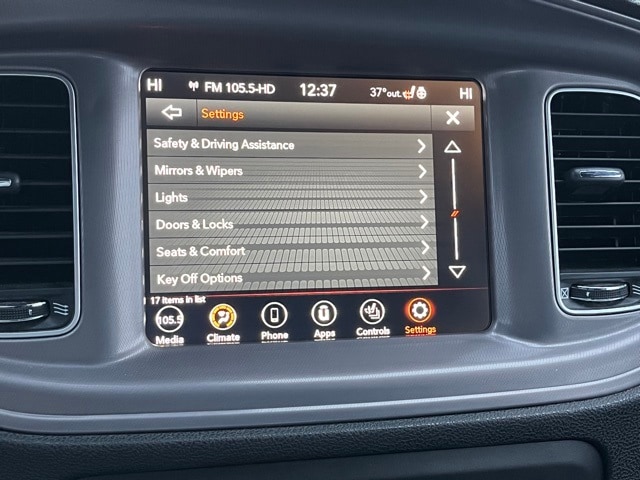 HI FM 105.5-HD 12:37 37°out. HI
Settings
Safety & Driving Assistance
Mirrors & Wipers
Lights
Doors & Locks
Seats & Comfort
Key Off Options
17 items in list
105.5
Media Climate Phone Apps Controls Settings